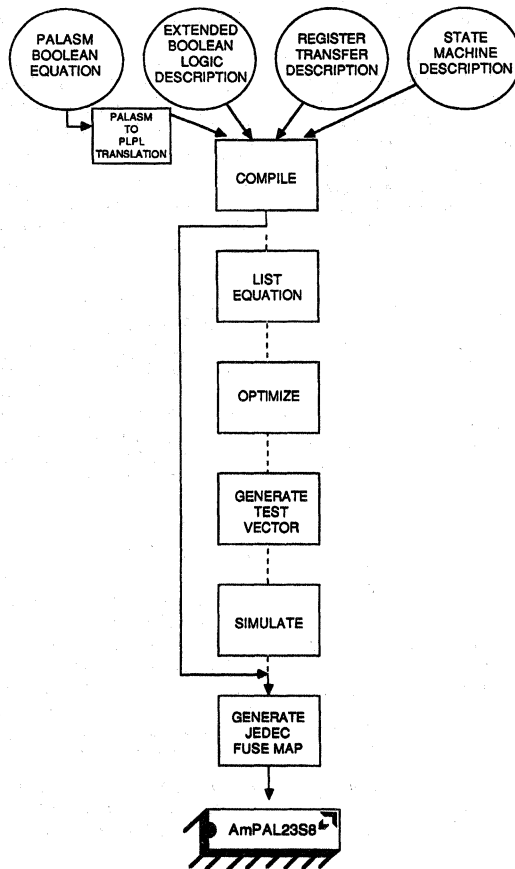 PALASM
BOOLEAN
EQUATION
EXTENDED
BOOLEAN
LOGIC
DESCRIPTION
REGISTER
TRANSFER
DESCRIPTION
STATE
MACHINE
DESCRIPTION
PALASM
TO
PLPL
TRANSLATION
COMPILE
LIST
EQUATION
OPTIMIZE
GENERATE
TEST
VECTOR
SIMULATE
GENERATE
JEDEC
FUSE MAP
AmPAL23S8